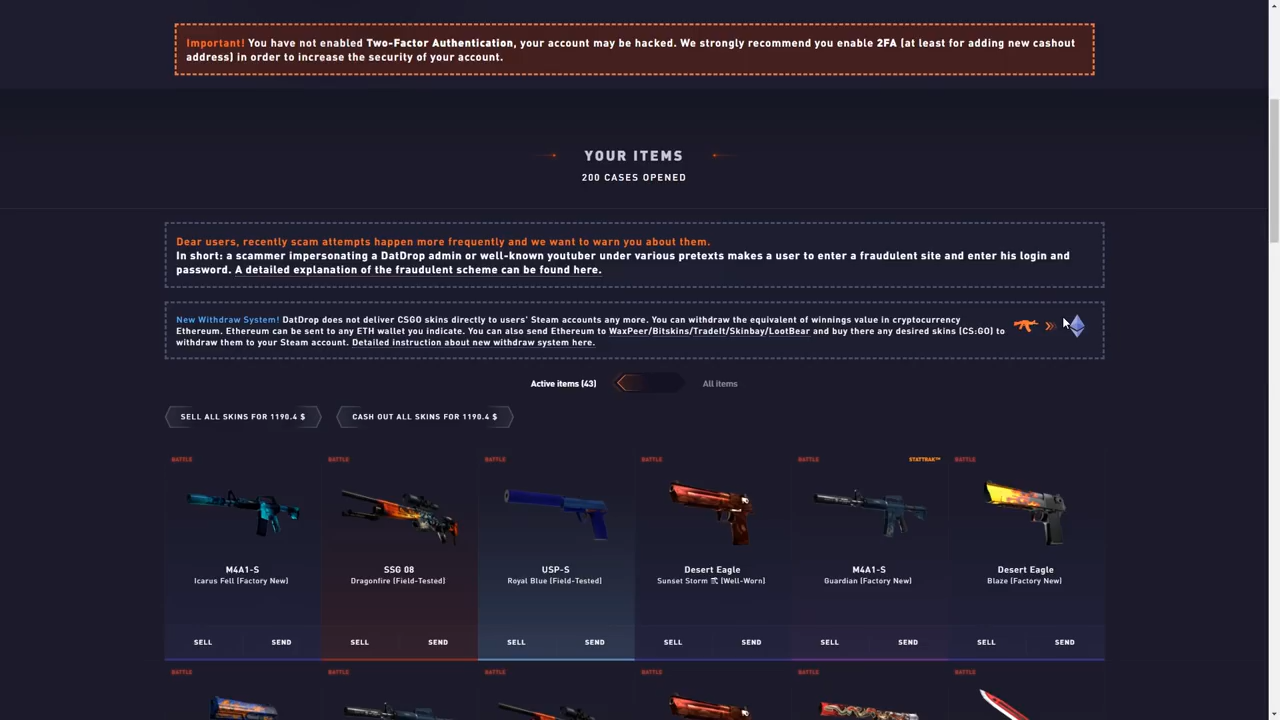 Important! You have not enabled Two-Factor Authentication, your account may be hacked. We strongly recommend you enable 2FA (at least for adding new cashout
address) in order to increase the security of your account.
YOUR ITEMS
200 CASES OPENED
Dear users, recently scam attempts happen more frequently and we want to warn you about them.
In short: a scammer impersonating a DatDrop admin or well-known youtuber under various pretexts makes a user to enter a fraudulent site and enter his login and
password. A detailed explanation of the fraudulent scheme can be found here.
New Withdraw System! DatDrop does not deliver CSGO skins directly to users' Steam accounts any more. You can withdraw the equivalent of winnings value in cryptocurrency
Ethereum. Ethereum can be sent to any ETH wallet you indicate. You can also send Ethereum to WaxPeer/Bitskins/TradeIt/Skinbay/LootBear and buy there any desired skins (CS:GO) to
withdraw them to your Steam account. Detailed instruction about new withdraw system here.
Active items (43) All items
SELL ALL SKINS FOR 1190.4 $ CASH OUT ALL SKINS FOR 1190.4 $
BATTLE BATTLE BATTLE BATTLE BATTLE STATTRAK™ BATTLE
M4A1-S SSG 08 USP-S Desert Eagle M4A1-S Desert Eagle
Icarus Fell (Factory New) Dragonfire (Field-Tested) Royal Blue (Field-Tested) Sunset Storm 弐 (Well-Worn) Guardian (Factory New) Blaze (Factory New)
SELL SEND SELL SEND SELL SEND SELL SEND SELL SEND SELL SEND
BATTLE BATTLE BATTLE BATTLE BATTLE BATTLE